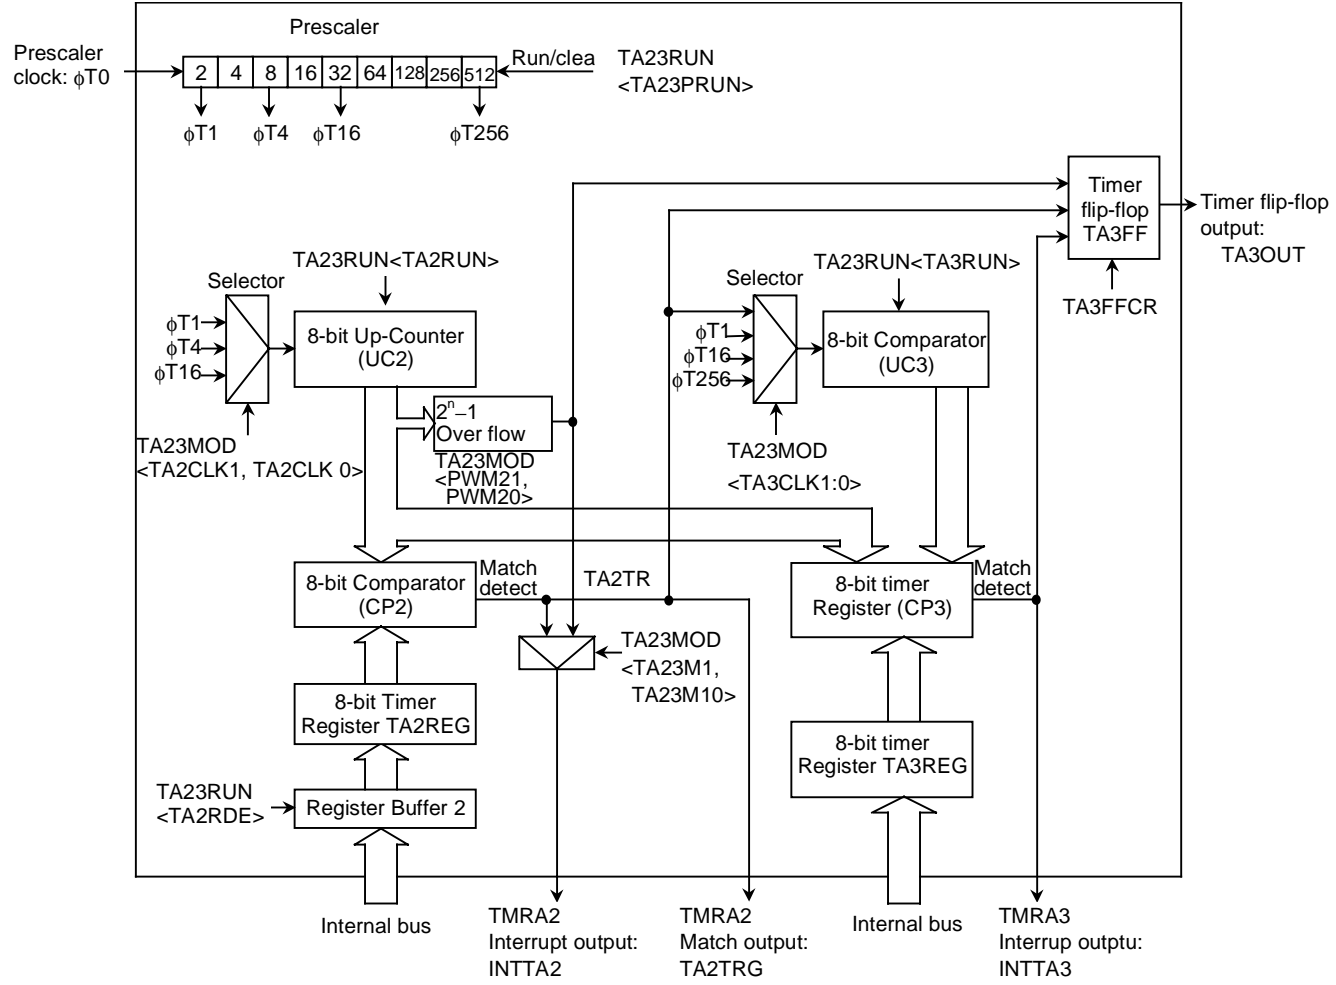 Prescaler
Prescaler
clock: ϕT0
2 4 8 16 32 64 128 256 512
Run/clea
TA23RUN
<TA23PRUN>
ϕT1 ϕT4 ϕT16 ϕT256
Timer
flip-flop
TA3FF
Timer flip-flop
output:
TA3OUT
TA3FFCR
TA23RUN<TA2RUN>
Selector
ϕT1
ϕT4
ϕT16
8-bit Up-Counter
(UC2)
TA23MOD
<TA2CLK1, TA2CLK 0>
2ⁿ–1
Over flow
TA23MOD
<PWM21,
PWM20>
TA23RUN<TA3RUN>
Selector
ϕT1
ϕT16
ϕT256
8-bit Comparator
(UC3)
TA23MOD
<TA3CLK1:0>
8-bit Comparator
(CP2)
Match
detect
TA2TR
8-bit timer
Register (CP3)
Match
detect
TA23MOD
<TA23M1,
TA23M10>
8-bit Timer
Register TA2REG
8-bit timer
Register TA3REG
TA23RUN
<TA2RDE>
Register Buffer 2
Internal bus
TMRA2
Interrupt output:
INTTA2
TMRA2
Match output:
TA2TRG
Internal bus
TMRA3
Interrup outptu:
INTTA3